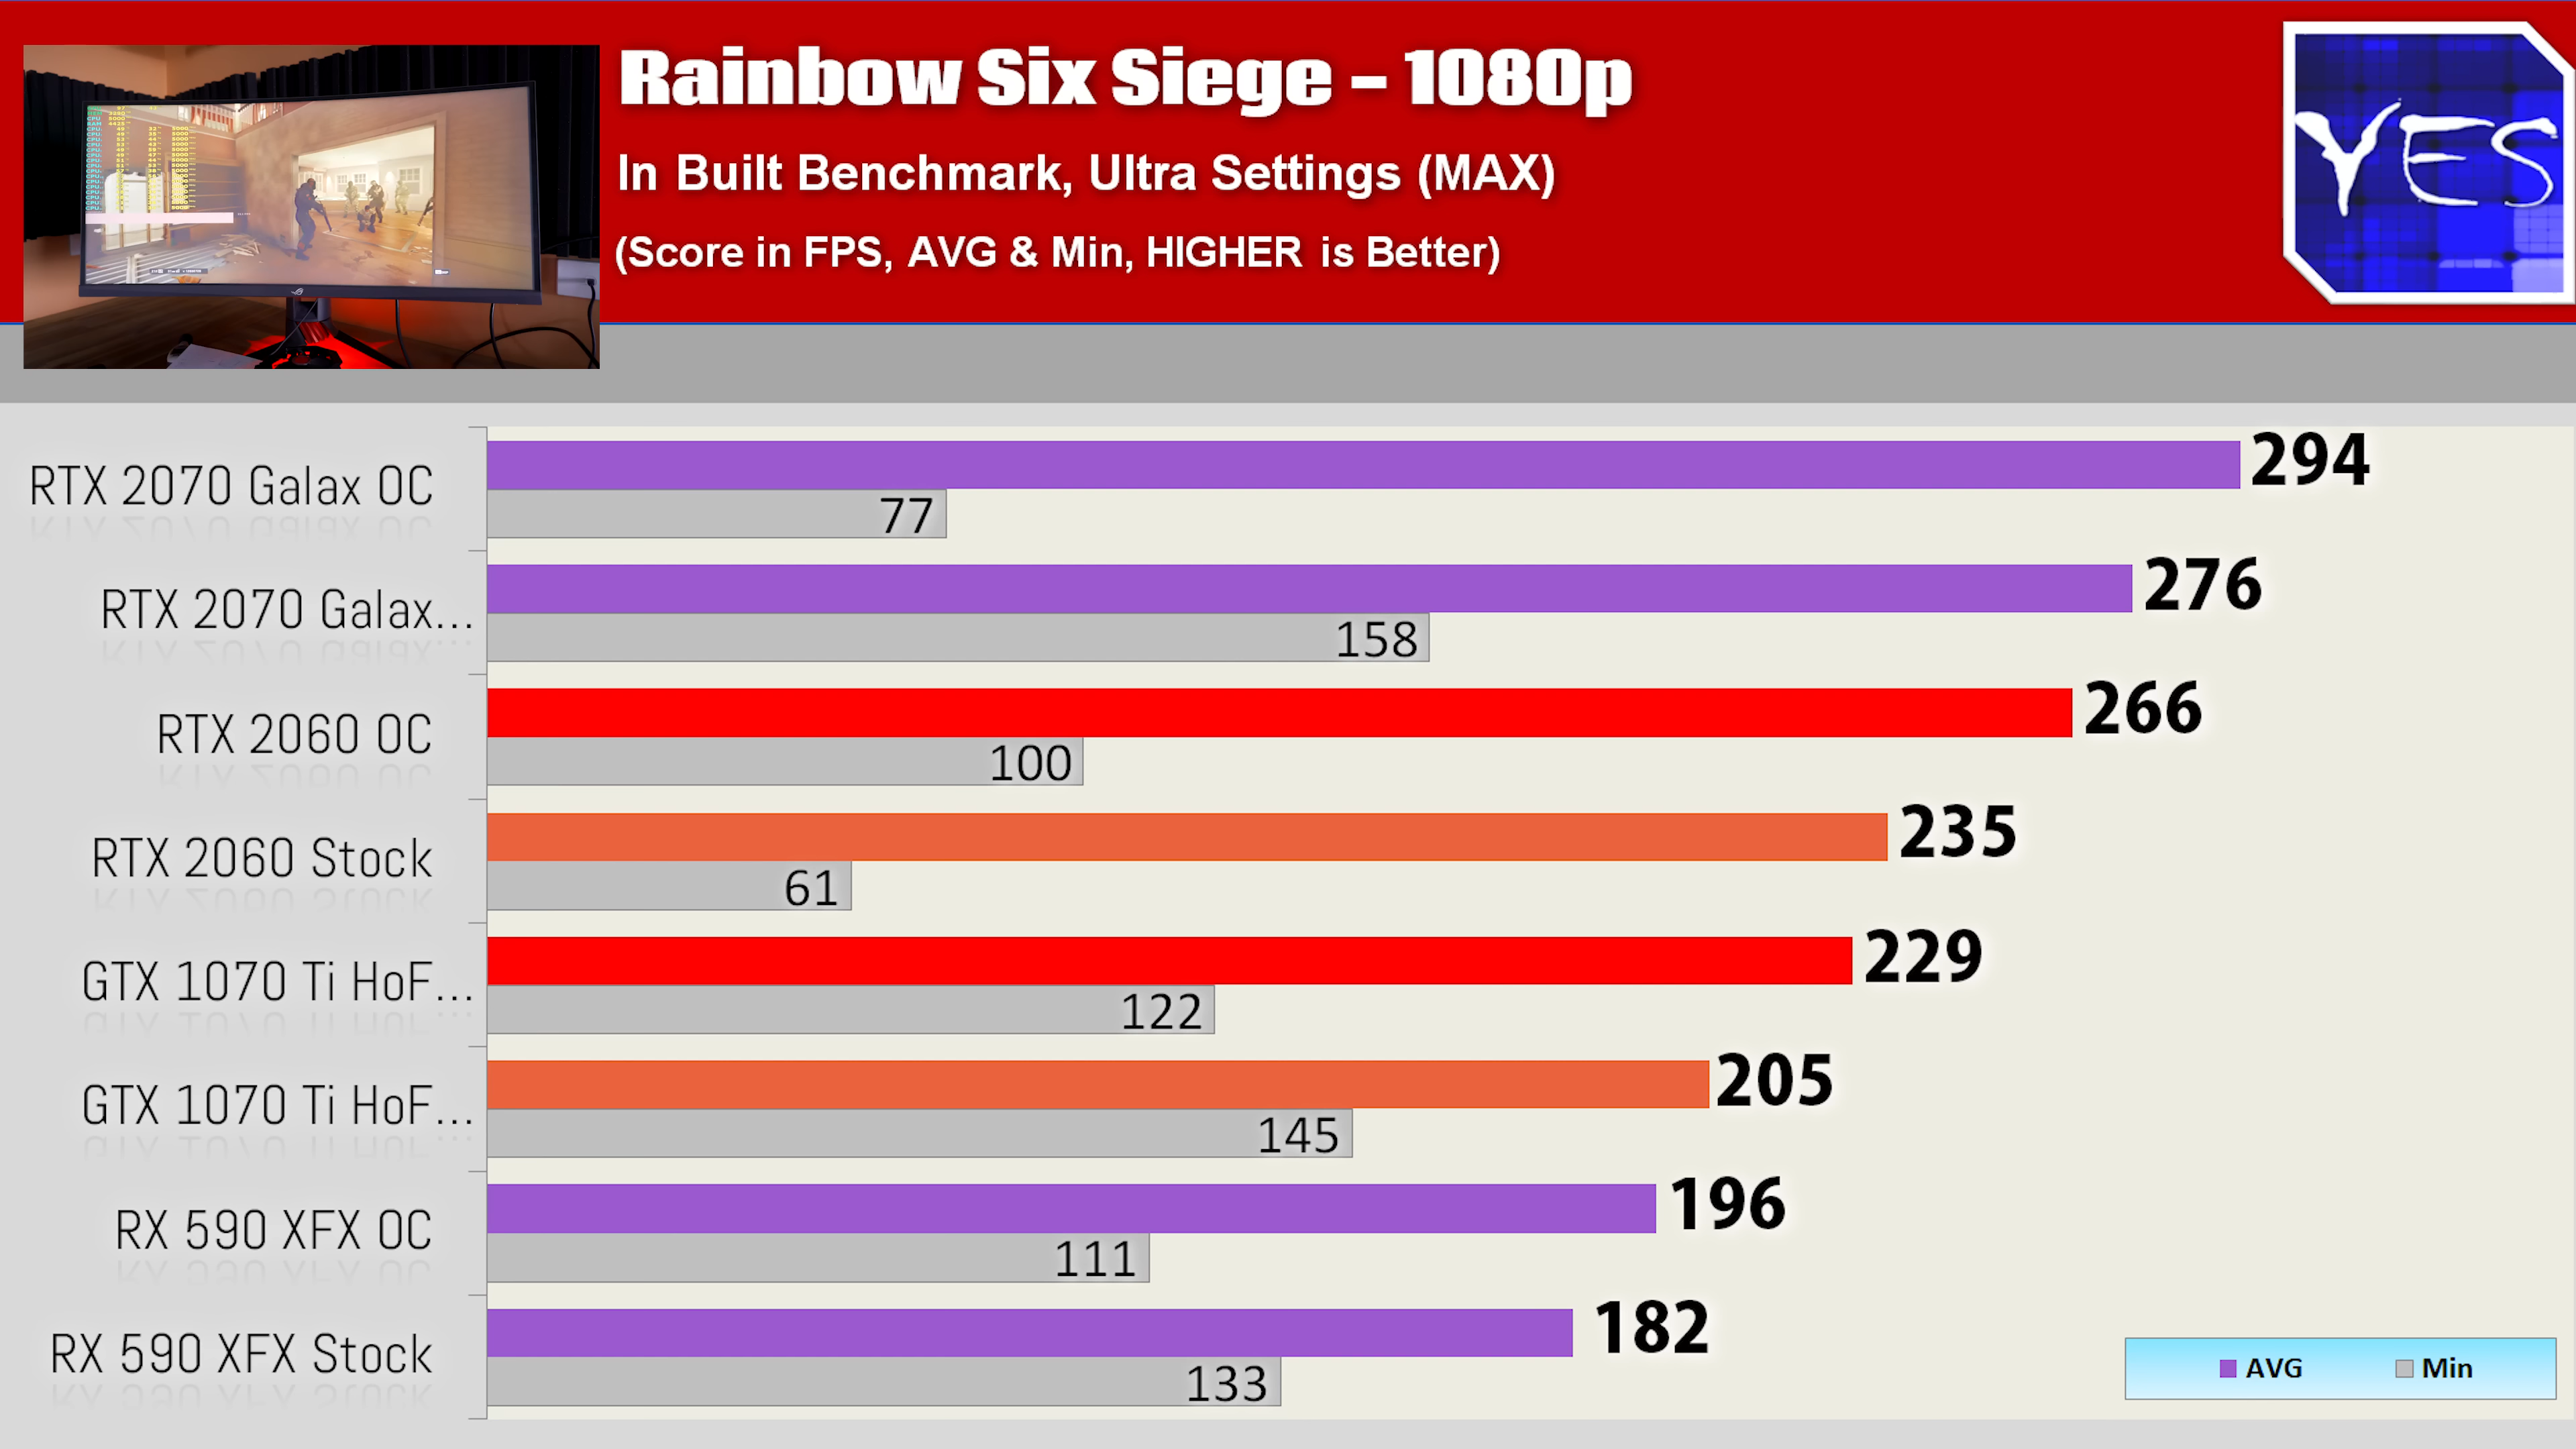 Rainbow Six Siege – 1080p
In Built Benchmark, Ultra Settings (MAX)
(Score in FPS, AVG & Min, HIGHER is Better)
YES
RTX 2070 Galax OC
294
77
RTX 2070 Galax...
276
158
RTX 2060 OC
266
100
RTX 2060 Stock
235
61
GTX 1070 Ti HoF...
229
122
GTX 1070 Ti HoF...
205
145
RX 590 XFX OC
196
111
RX 590 XFX Stock
182
133
AVG Min